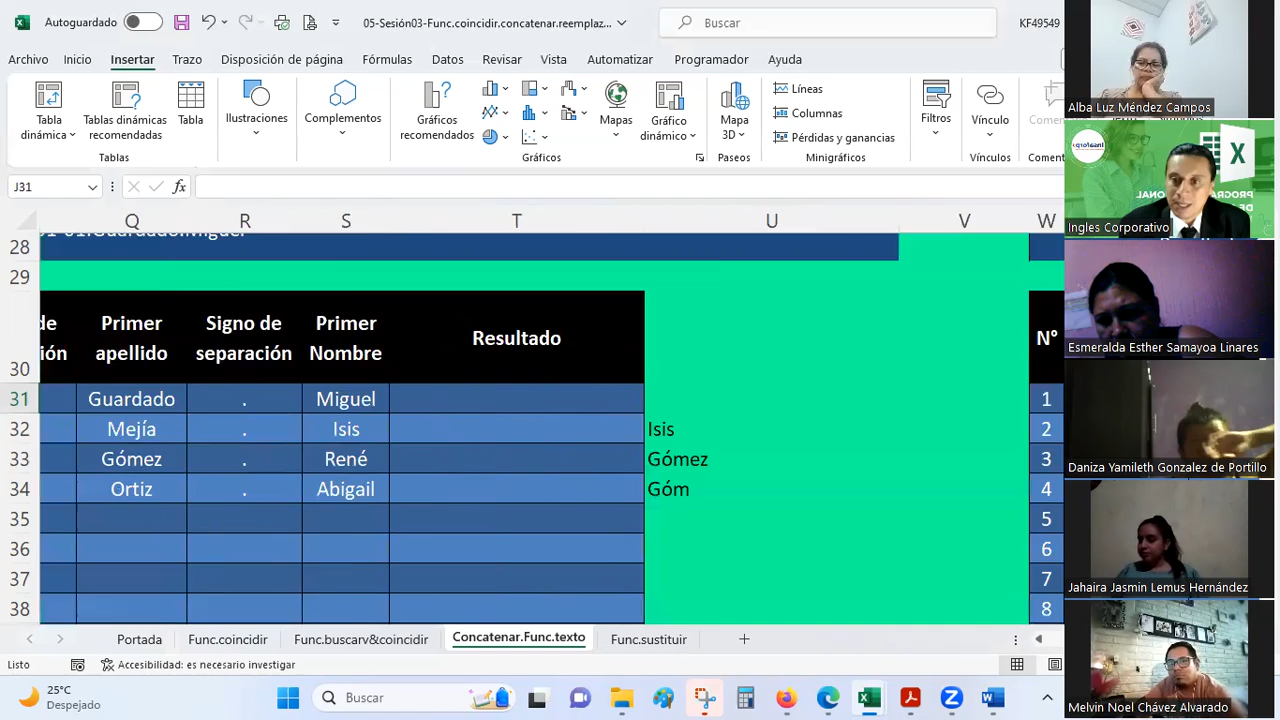 Autoguardado
05-Sesión03-Func.coincidir.concatenar.reemplaz...
Buscar
KF49549
Archivo Inicio Insertar Trazo Disposición de página Fórmulas Datos Revisar Vista Automatizar Programador Ayuda
Tabla dinámica
Tablas dinámicas recomendadas
Tabla
Ilustraciones
Complementos
Gráficos recomendados
Mapas
Gráfico dinámico
Mapa 3D
Líneas
Columnas
Pérdidas y ganancias
Filtros
Vínculo
Comen
Tablas
Gráficos
Paseos
Minigráficos
Vínculos
Coment
J31
fx
Q R S T U V W
28
29
30 de ión Primer apellido Signo de separación Primer Nombre Resultado Nº
31 Guardado . Miguel 1
32 Mejía . Isis Isis 2
33 Gómez . René Gómez 3
34 Ortiz . Abigail Góm 4
35 5
36 6
37 7
38 8
Portada Func.coincidir Func.buscarv&coincidir Concatenar.Func.texto Func.sustituir
Listo
Accesibilidad: es necesario investigar
25°C
Despejado
Buscar
Alba Luz Méndez Campos
Ingles Corporativo
Esmeralda Esther Samayoa Linares
Daniza Yamileth Gonzalez de Portillo
Jahaira Jasmin Lemus Hernández
Melvin Noel Chávez Alvarado